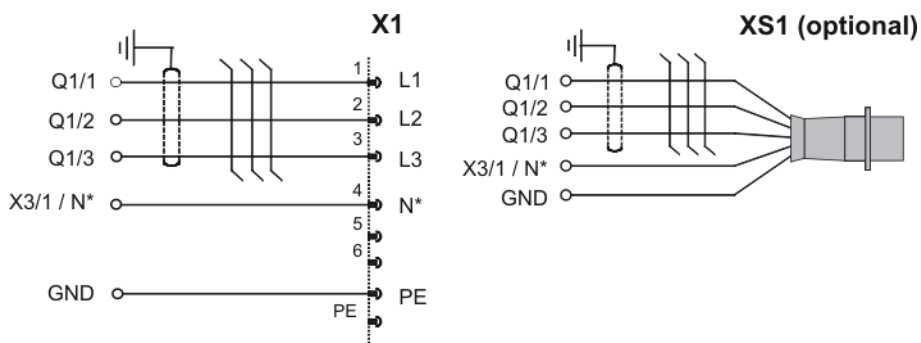 X1
1
Q1/1
L1
2
Q1/2
L2
3
Q1/3
L3
4
X3/1 / N*
N*
5
6
GND
PE
PE
XS1 (optional)
Q1/1
Q1/2
Q1/3
X3/1 / N*
GND